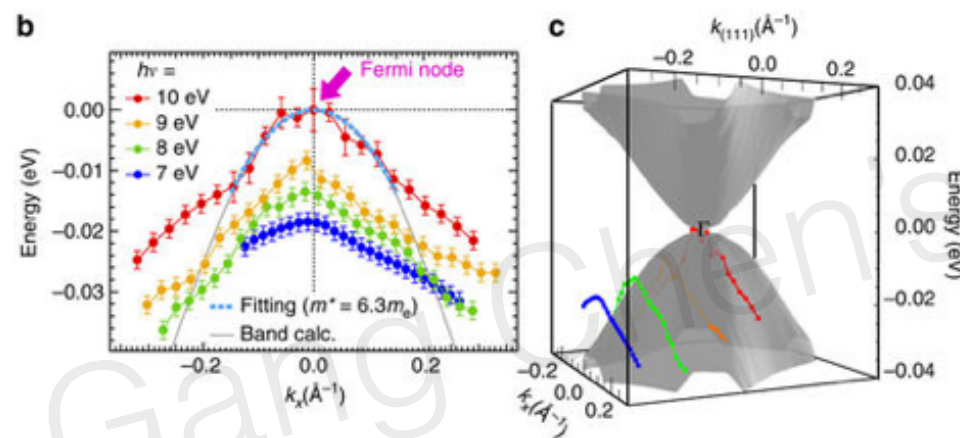 b
hν =
10 eV
9 eV
8 eV
7 eV
Fermi node
Fitting (m* = 6.3mₑ)
Band calc.
Energy (eV)
0.00
−0.01
−0.02
−0.03
−0.2
0.0
0.2
kₓ(Å⁻¹)
c
k₍₁₁₁₎(Å⁻¹)
−0.2
0.0
0.2
0.04
0.02
0.00
−0.02
−0.04
Energy (eV)
Γ
−0.2
0.0
0.2
kₓ(Å⁻¹)
Gang Chen's